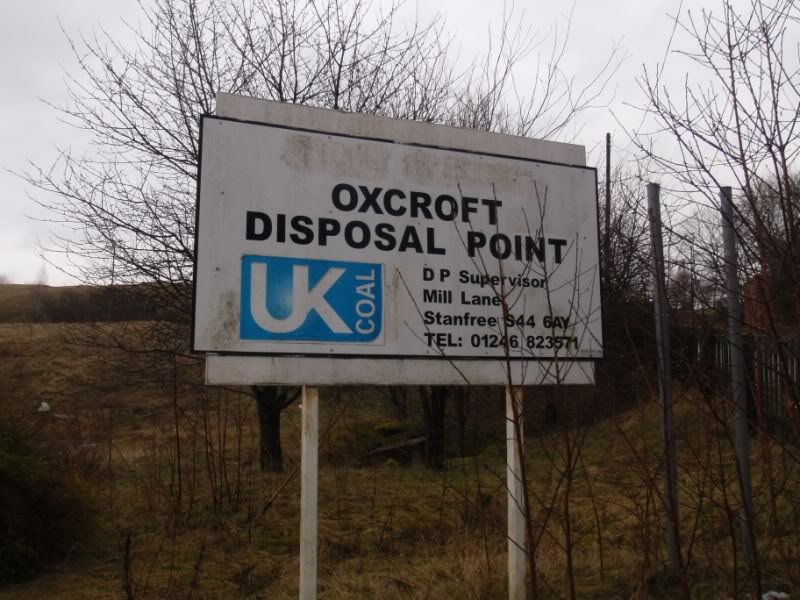 OXCROFT
DISPOSAL POINT
UK COAL
D P Supervisor
Mill Lane
Stanfree S44 6AY
TEL: 01246 823571